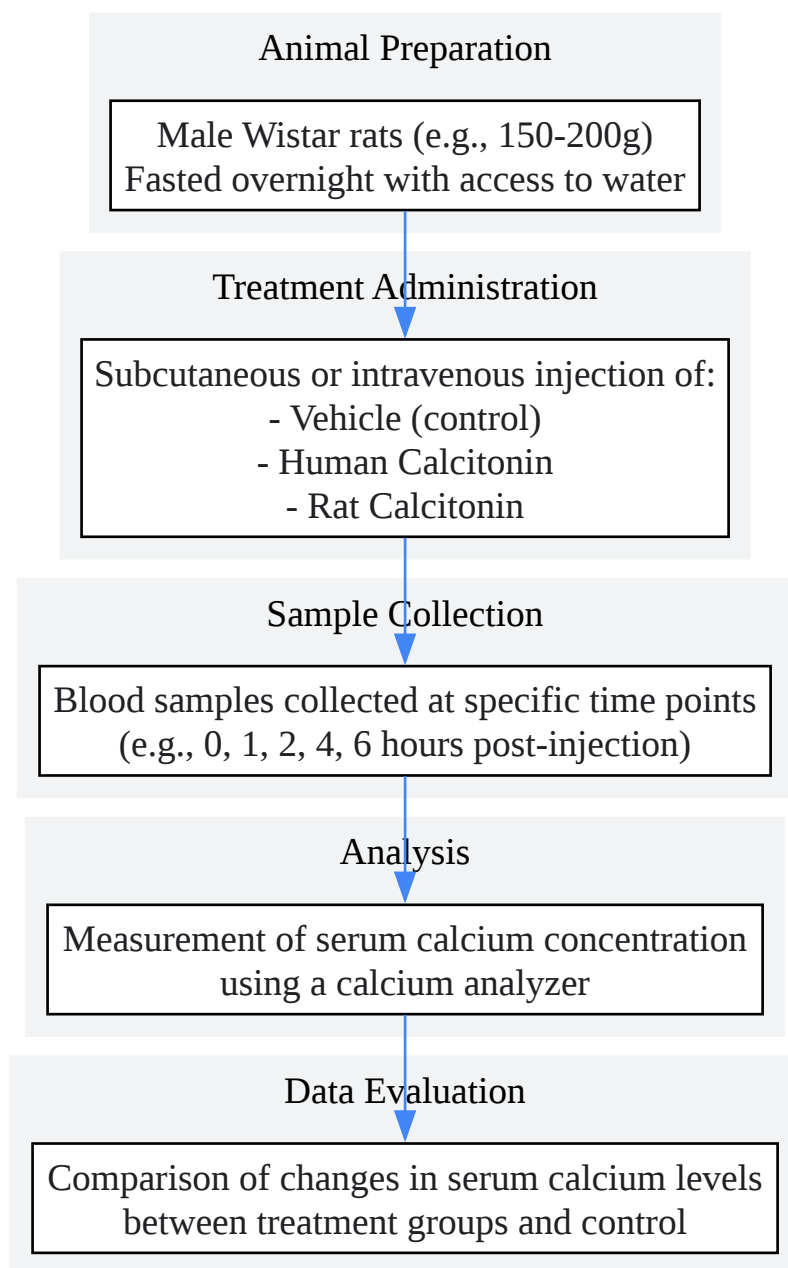 Animal Preparation
Male Wistar rats (e.g., 150-200g)
Fasted overnight with access to water
Treatment Administration
Subcutaneous or intravenous injection of:
- Vehicle (control)
- Human Calcitonin
- Rat Calcitonin
Sample Collection
Blood samples collected at specific time points
(e.g., 0, 1, 2, 4, 6 hours post-injection)
Analysis
Measurement of serum calcium concentration
using a calcium analyzer
Data Evaluation
Comparison of changes in serum calcium levels
between treatment groups and control